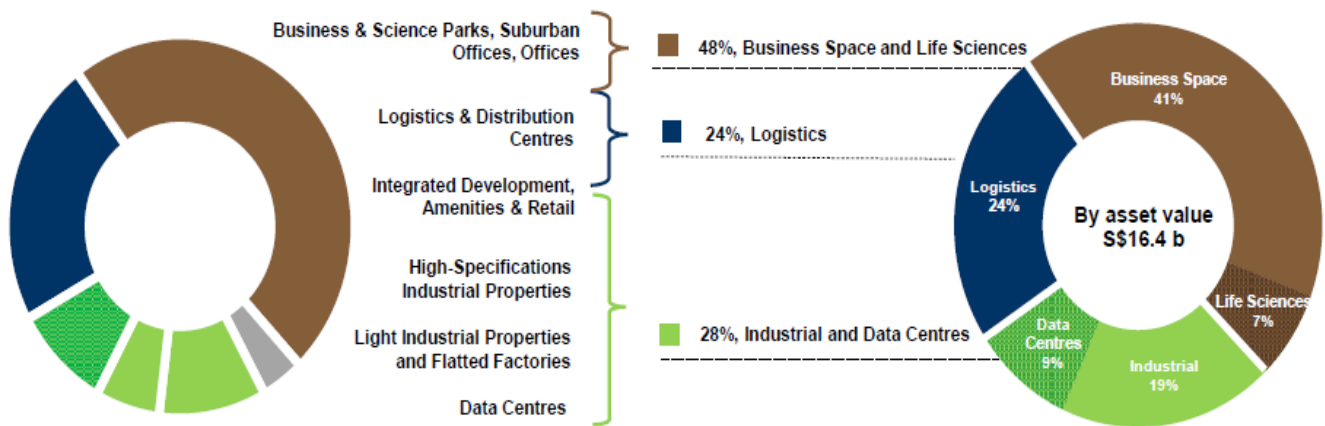 Business & Science Parks, Suburban
Offices, Offices
Logistics & Distribution
Centres
Integrated Development,
Amenities & Retail
High-Specifications
Industrial Properties
Light Industrial Properties
and Flatted Factories
Data Centres
48%, Business Space and Life Sciences
24%, Logistics
28%, Industrial and Data Centres
Business Space
41%
Logistics
24%
By asset value
S$16.4 b
Life Sciences
7%
Data
Centres
9%
Industrial
19%